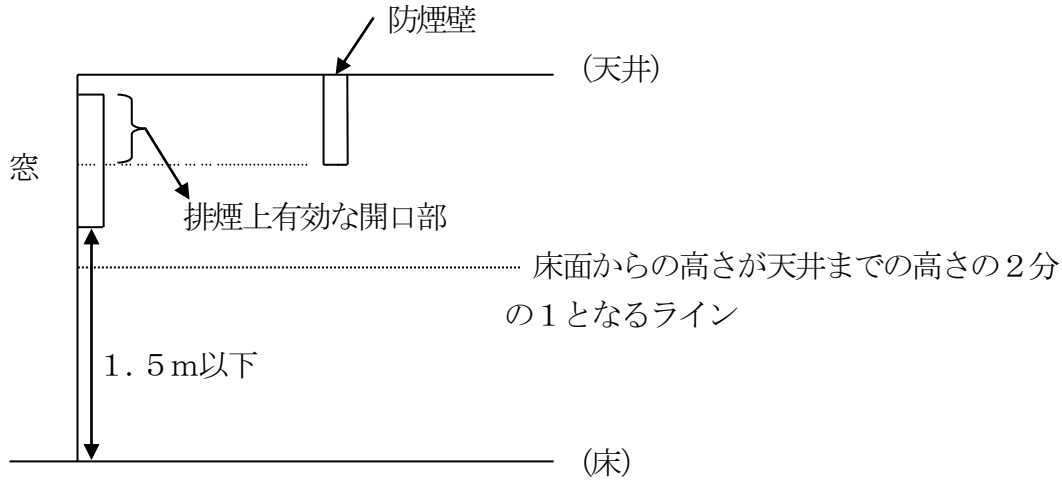 防煙壁
(天井)
窓
排煙上有効な開口部
床面からの高さが天井までの高さの2分
の1となるライン
1.5m以下
(床)